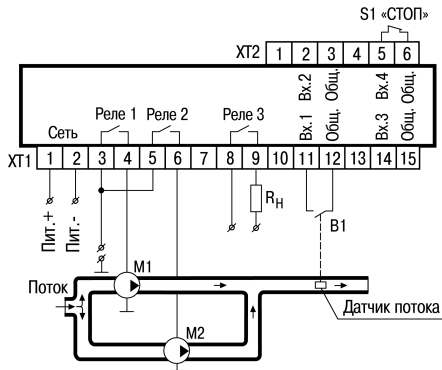 S1 «СТОП»
XT2 1 2 3 4 5 6
Вх.2 Общ. Вх.4 Общ.
Реле 1 Реле 2 Реле 3
Сеть
Вх.1 Общ. Вх.3 Общ.
XT1 1 2 3 4 5 6 7 8 9 10 11 12 13 14 15
Пит.+ Пит.-
RН
B1
M1
Поток
Датчик потока
M2